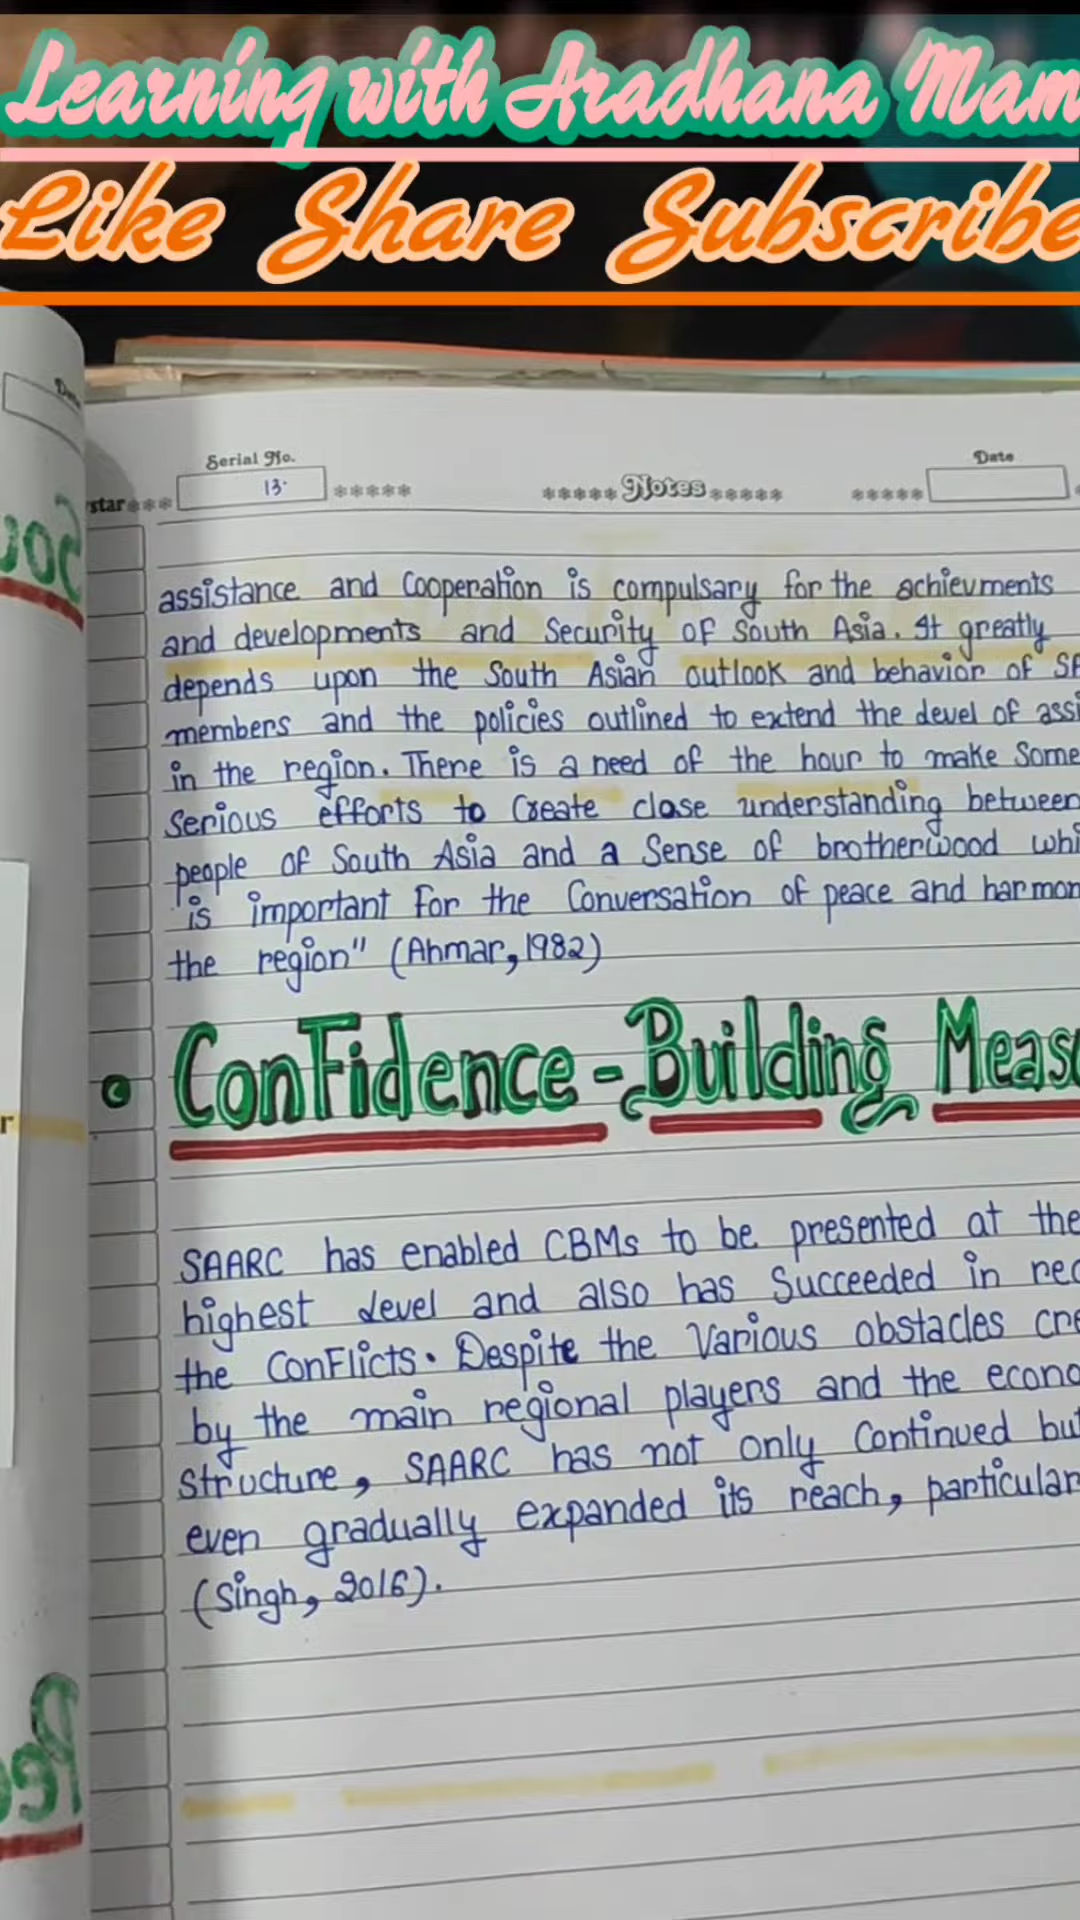 Learning with Aradhana Mam
Like Share Subscribe
Serial No.
Date
13.
star
Notes
assistance and Cooperation is compulsary for the achievments
and developments and Security of South Asia. It greatly
depends upon the South Asian outlook and behavior of
members and the policies outlined to extend the level of
in the region. There is a need of the hour to make Some
Serious efforts to Create close understanding between
people of South Asia and a Sense of brotherwood
is important for the Conversation of peace and
the region" (Ahmar, 1982)
• Confidence-Building
SAARC has enabled CBMs to be presented at the
highest level and also has Succeeded in
the Conflicts. Despite the Various obstacles
by the main regional players and the
Structure, SAARC has not only Continued but
even gradually expanded its reach,
(Singh, 2016).